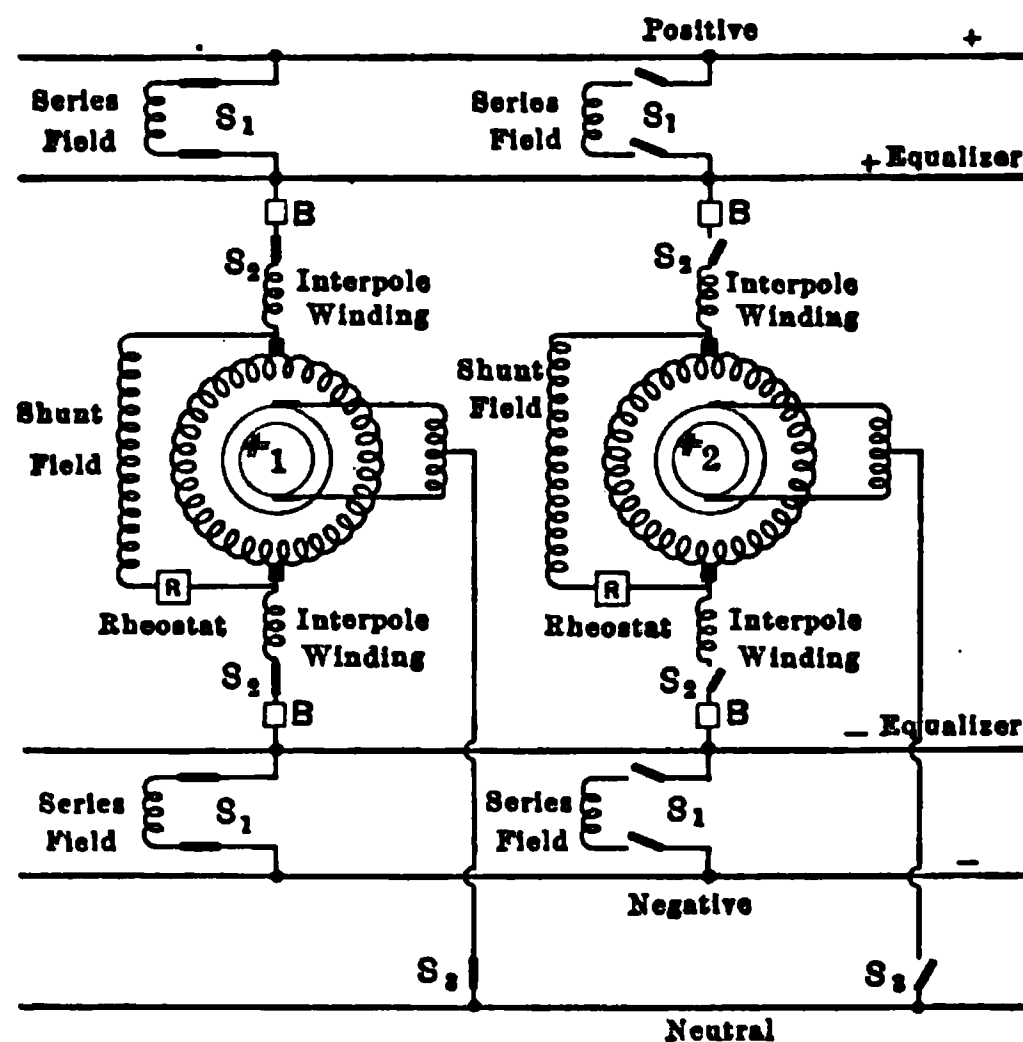 Positive
+
Series
Field
S1
Series
Field
S1
+ Equalizer
B
B
S2
Interpole
Winding
S2
Interpole
Winding
Shunt
Field
#1
Shunt
Field
#2
R
Rheostat
Interpole
Winding
R
Rheostat
Interpole
Winding
S2
B
S2
B
– Equalizer
Series
Field
S1
Series
Field
S1
–
Negative
S3
S3
Neutral